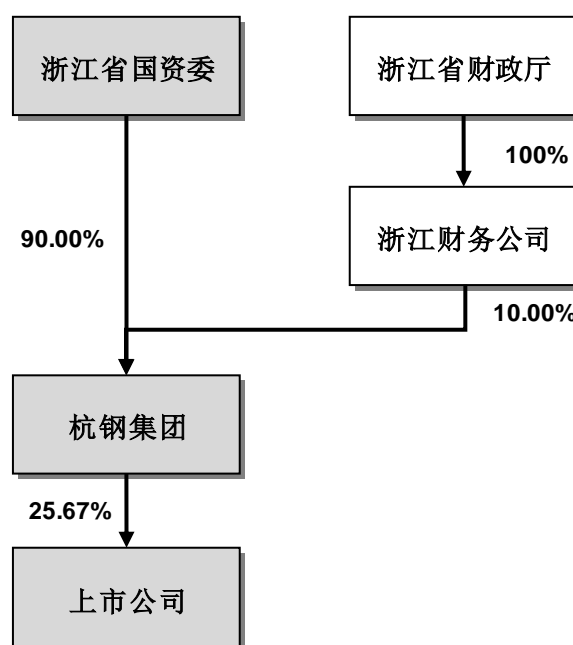 浙江省国资委
浙江省财政厅
100%
90.00%
浙江财务公司
10.00%
杭钢集团
25.67%
上市公司